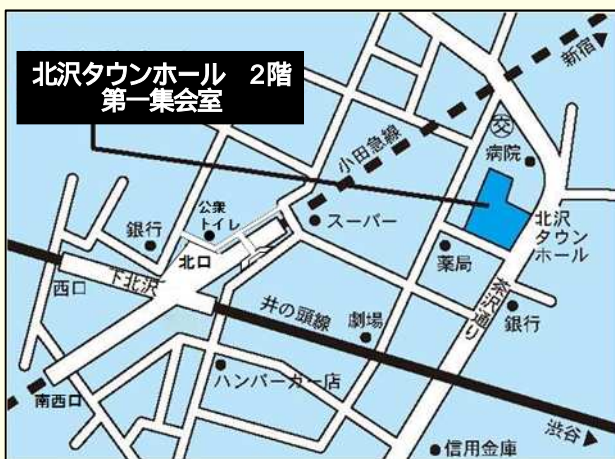 北沢タウンホール 2階
第一集会室
新宿
小田急線
交
病院
公衆
トイレ
スーパー
銀行
北口
北沢
タウン
ホール
薬局
下北沢
西口
井の頭線
劇場
茶沢通り
銀行
ハンバーガー店
南西口
渋谷
信用金庫